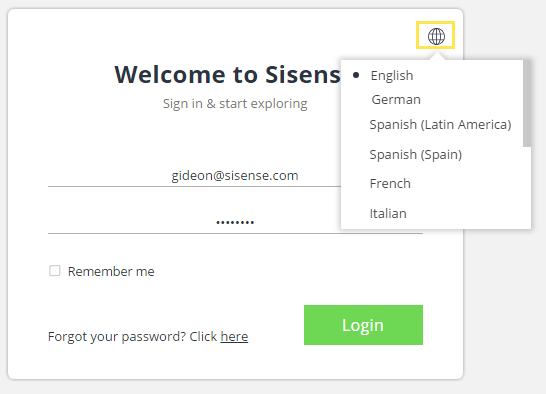 Welcome to Sisens
Sign in & start exploring
English
German
Spanish (Latin America)
Spanish (Spain)
French
Italian
gideon@sisense.com
••••••••
Remember me
Forgot your password? Click here
Login